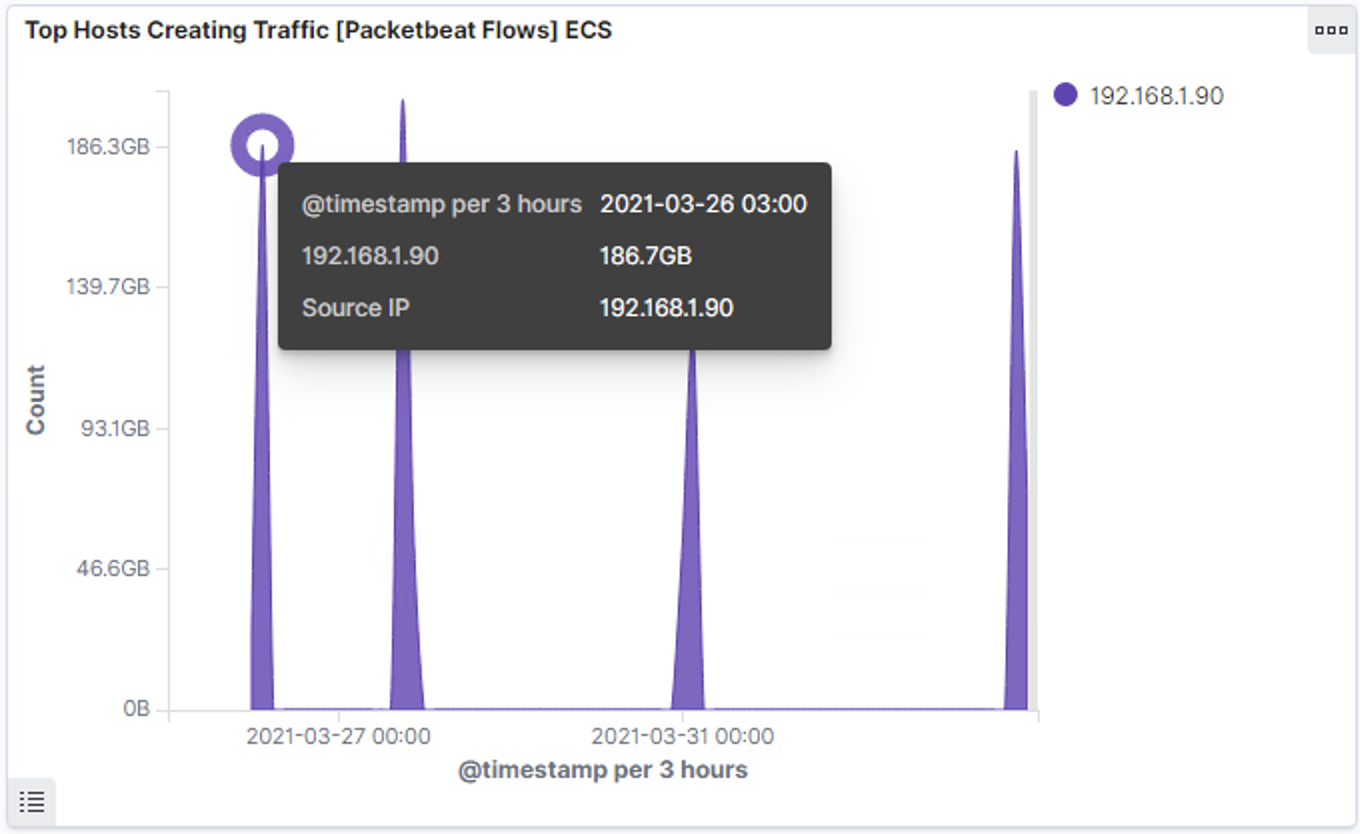 Top Hosts Creating Traffic [Packetbeat Flows] ECS
192.168.1.90
186.3GB
139.7GB
93.1GB
46.6GB
0B
Count
@timestamp per 3 hours 2021-03-26 03:00
192.168.1.90 186.7GB
Source IP 192.168.1.90
2021-03-27 00:00 2021-03-31 00:00
@timestamp per 3 hours